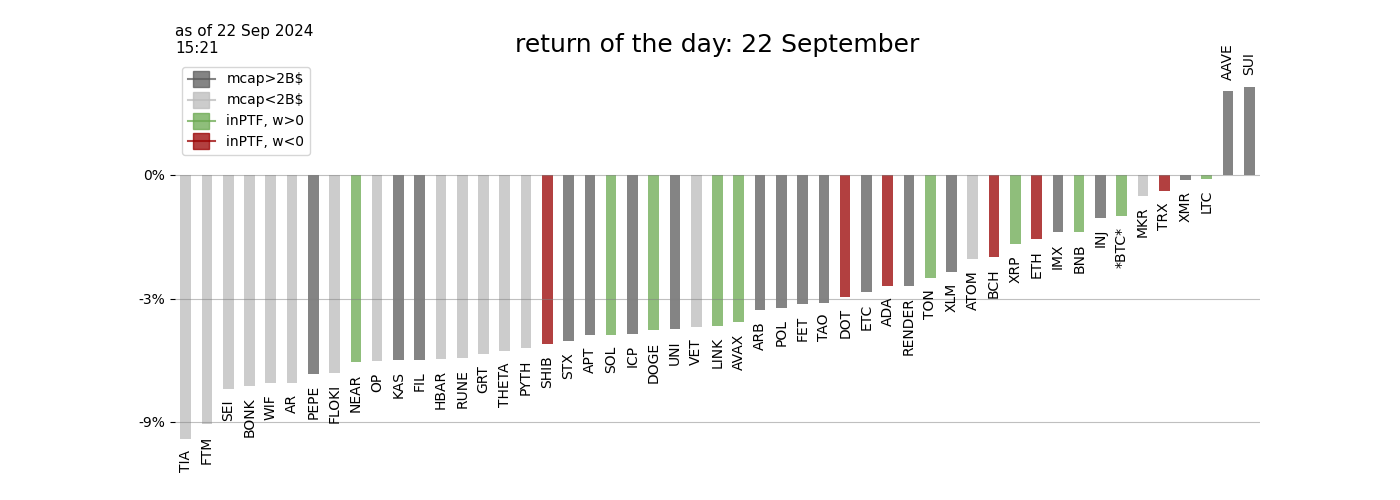 as of 22 Sep 2024
15:21
return of the day: 22 September
mcap>2B$
mcap<2B$
inPTF, w>0
inPTF, w<0
0%
-3%
-9%
TIA
FTM
SEI
BONK
WIF
AR
PEPE
FLOKI
NEAR
OP
KAS
FIL
HBAR
RUNE
GRT
THETA
PYTH
SHIB
STX
APT
SOL
ICP
DOGE
UNI
VET
LINK
AVAX
ARB
POL
FET
TAO
DOT
ETC
ADA
RENDER
TON
XLM
ATOM
BCH
XRP
ETH
IMX
BNB
INJ
*BTC*
MKR
TRX
XMR
LTC
AAVE
SUI